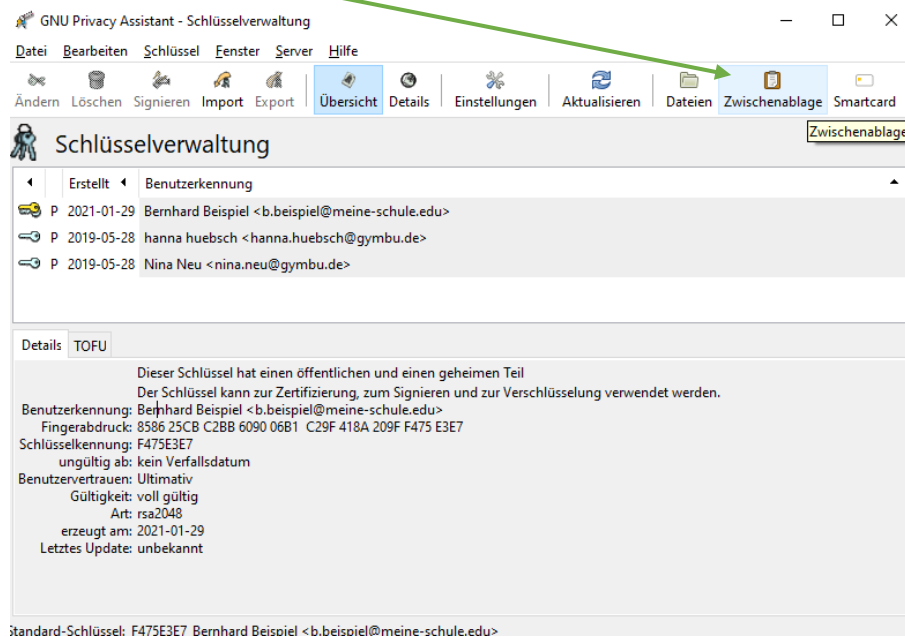 GNU Privacy Assistant - Schlüsselverwaltung
Datei Bearbeiten Schlüssel Fenster Server Hilfe
Ändern Löschen Signieren Import Export Übersicht Details Einstellungen Aktualisieren Dateien Zwischenablage Smartcard
Zwischenablage
Schlüsselverwaltung
Erstellt Benutzerkennung
P 2021-01-29 Bernhard Beispiel <b.beispiel@meine-schule.edu>
P 2019-05-28 hanna huebsch <hanna.huebsch@gymbu.de>
P 2019-05-28 Nina Neu <nina.neu@gymbu.de>
Details TOFU
Dieser Schlüssel hat einen öffentlichen und einen geheimen Teil
Der Schlüssel kann zur Zertifizierung, zum Signieren und zur Verschlüsselung verwendet werden.
Benutzerkennung: Bernhard Beispiel <b.beispiel@meine-schule.edu>
Fingerabdruck: 8586 25CB C2BB 6090 06B1 C29F 418A 209F F475 E3E7
Schlüsselkennung: F475E3E7
ungültig ab: kein Verfallsdatum
Benutzervertrauen: Ultimativ
Gültigkeit: voll gültig
Art: rsa2048
erzeugt am: 2021-01-29
Letztes Update: unbekannt
Standard-Schlüssel: F475E3E7 Bernhard Beispiel <b.beispiel@meine-schule.edu>